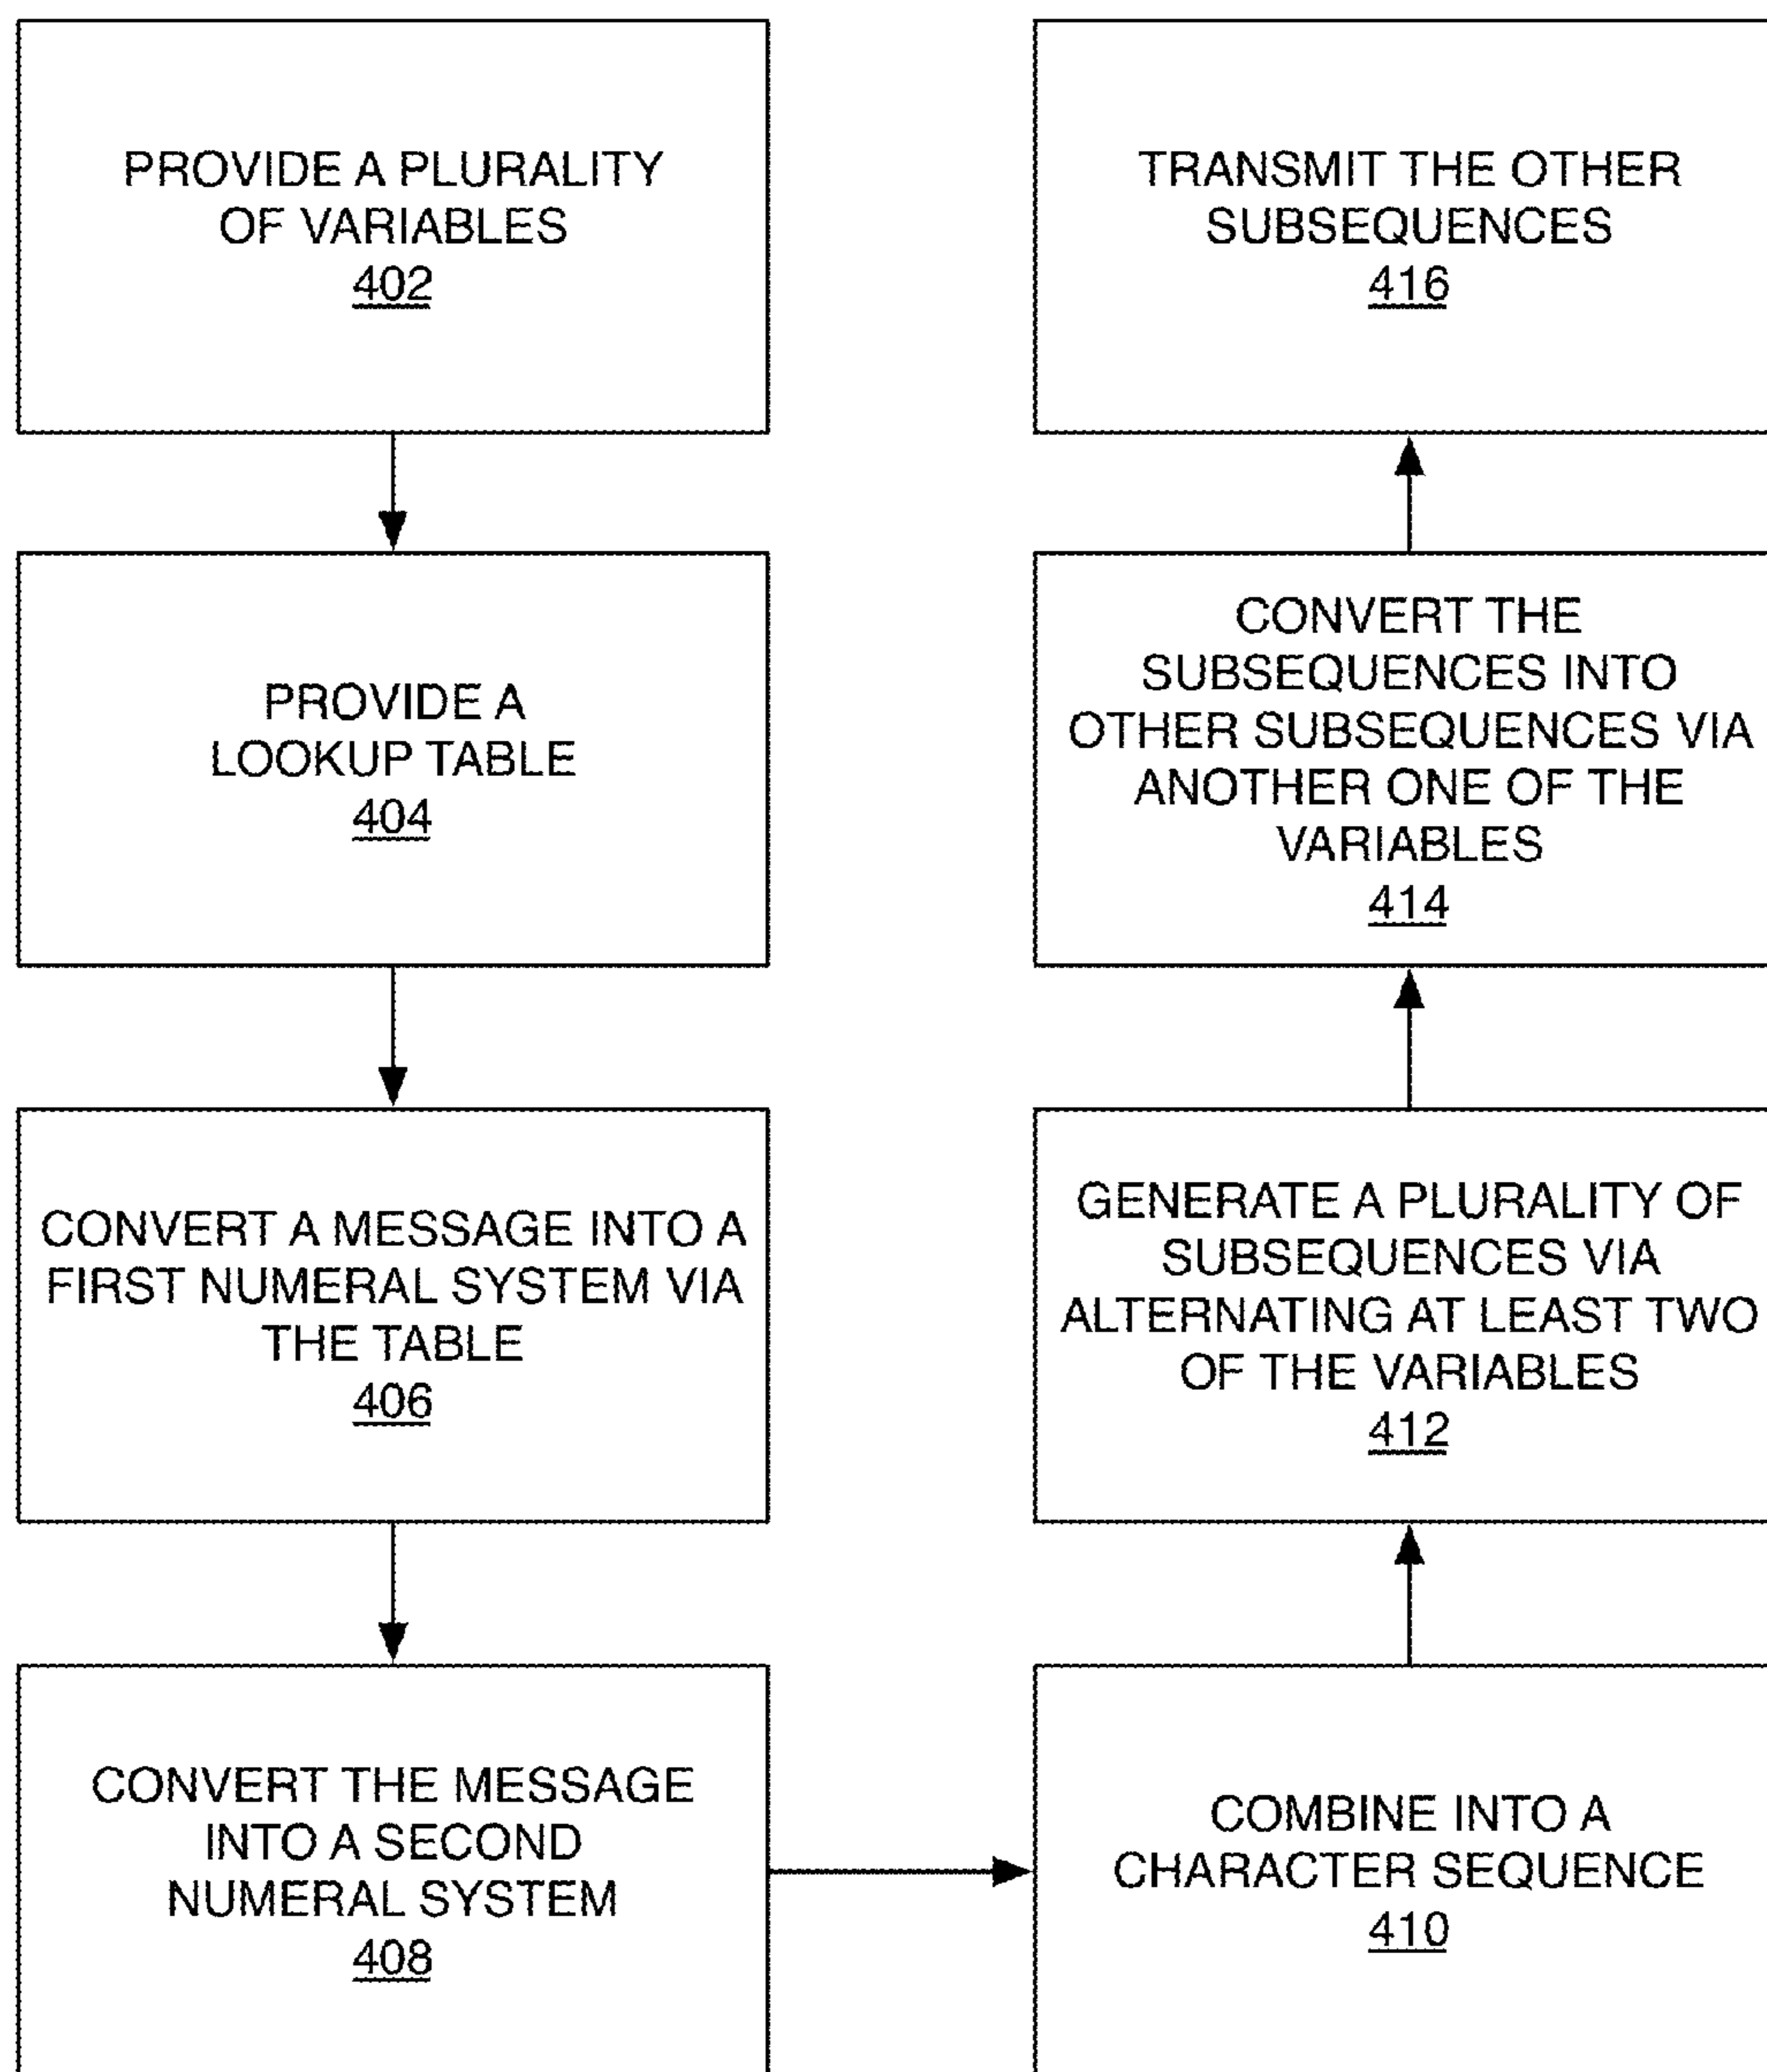 PROVIDE A PLURALITY
OF VARIABLES
402
PROVIDE A
LOOKUP TABLE
404
CONVERT A MESSAGE INTO A
FIRST NUMERAL SYSTEM VIA
THE TABLE
406
CONVERT THE MESSAGE
INTO A SECOND
NUMERAL SYSTEM
408
COMBINE INTO A
CHARACTER SEQUENCE
410
GENERATE A PLURALITY OF
SUBSEQUENCES VIA
ALTERNATING AT LEAST TWO
OF THE VARIABLES
412
CONVERT THE
SUBSEQUENCES INTO
OTHER SUBSEQUENCES VIA
ANOTHER ONE OF THE
VARIABLES
414
TRANSMIT THE OTHER
SUBSEQUENCES
416